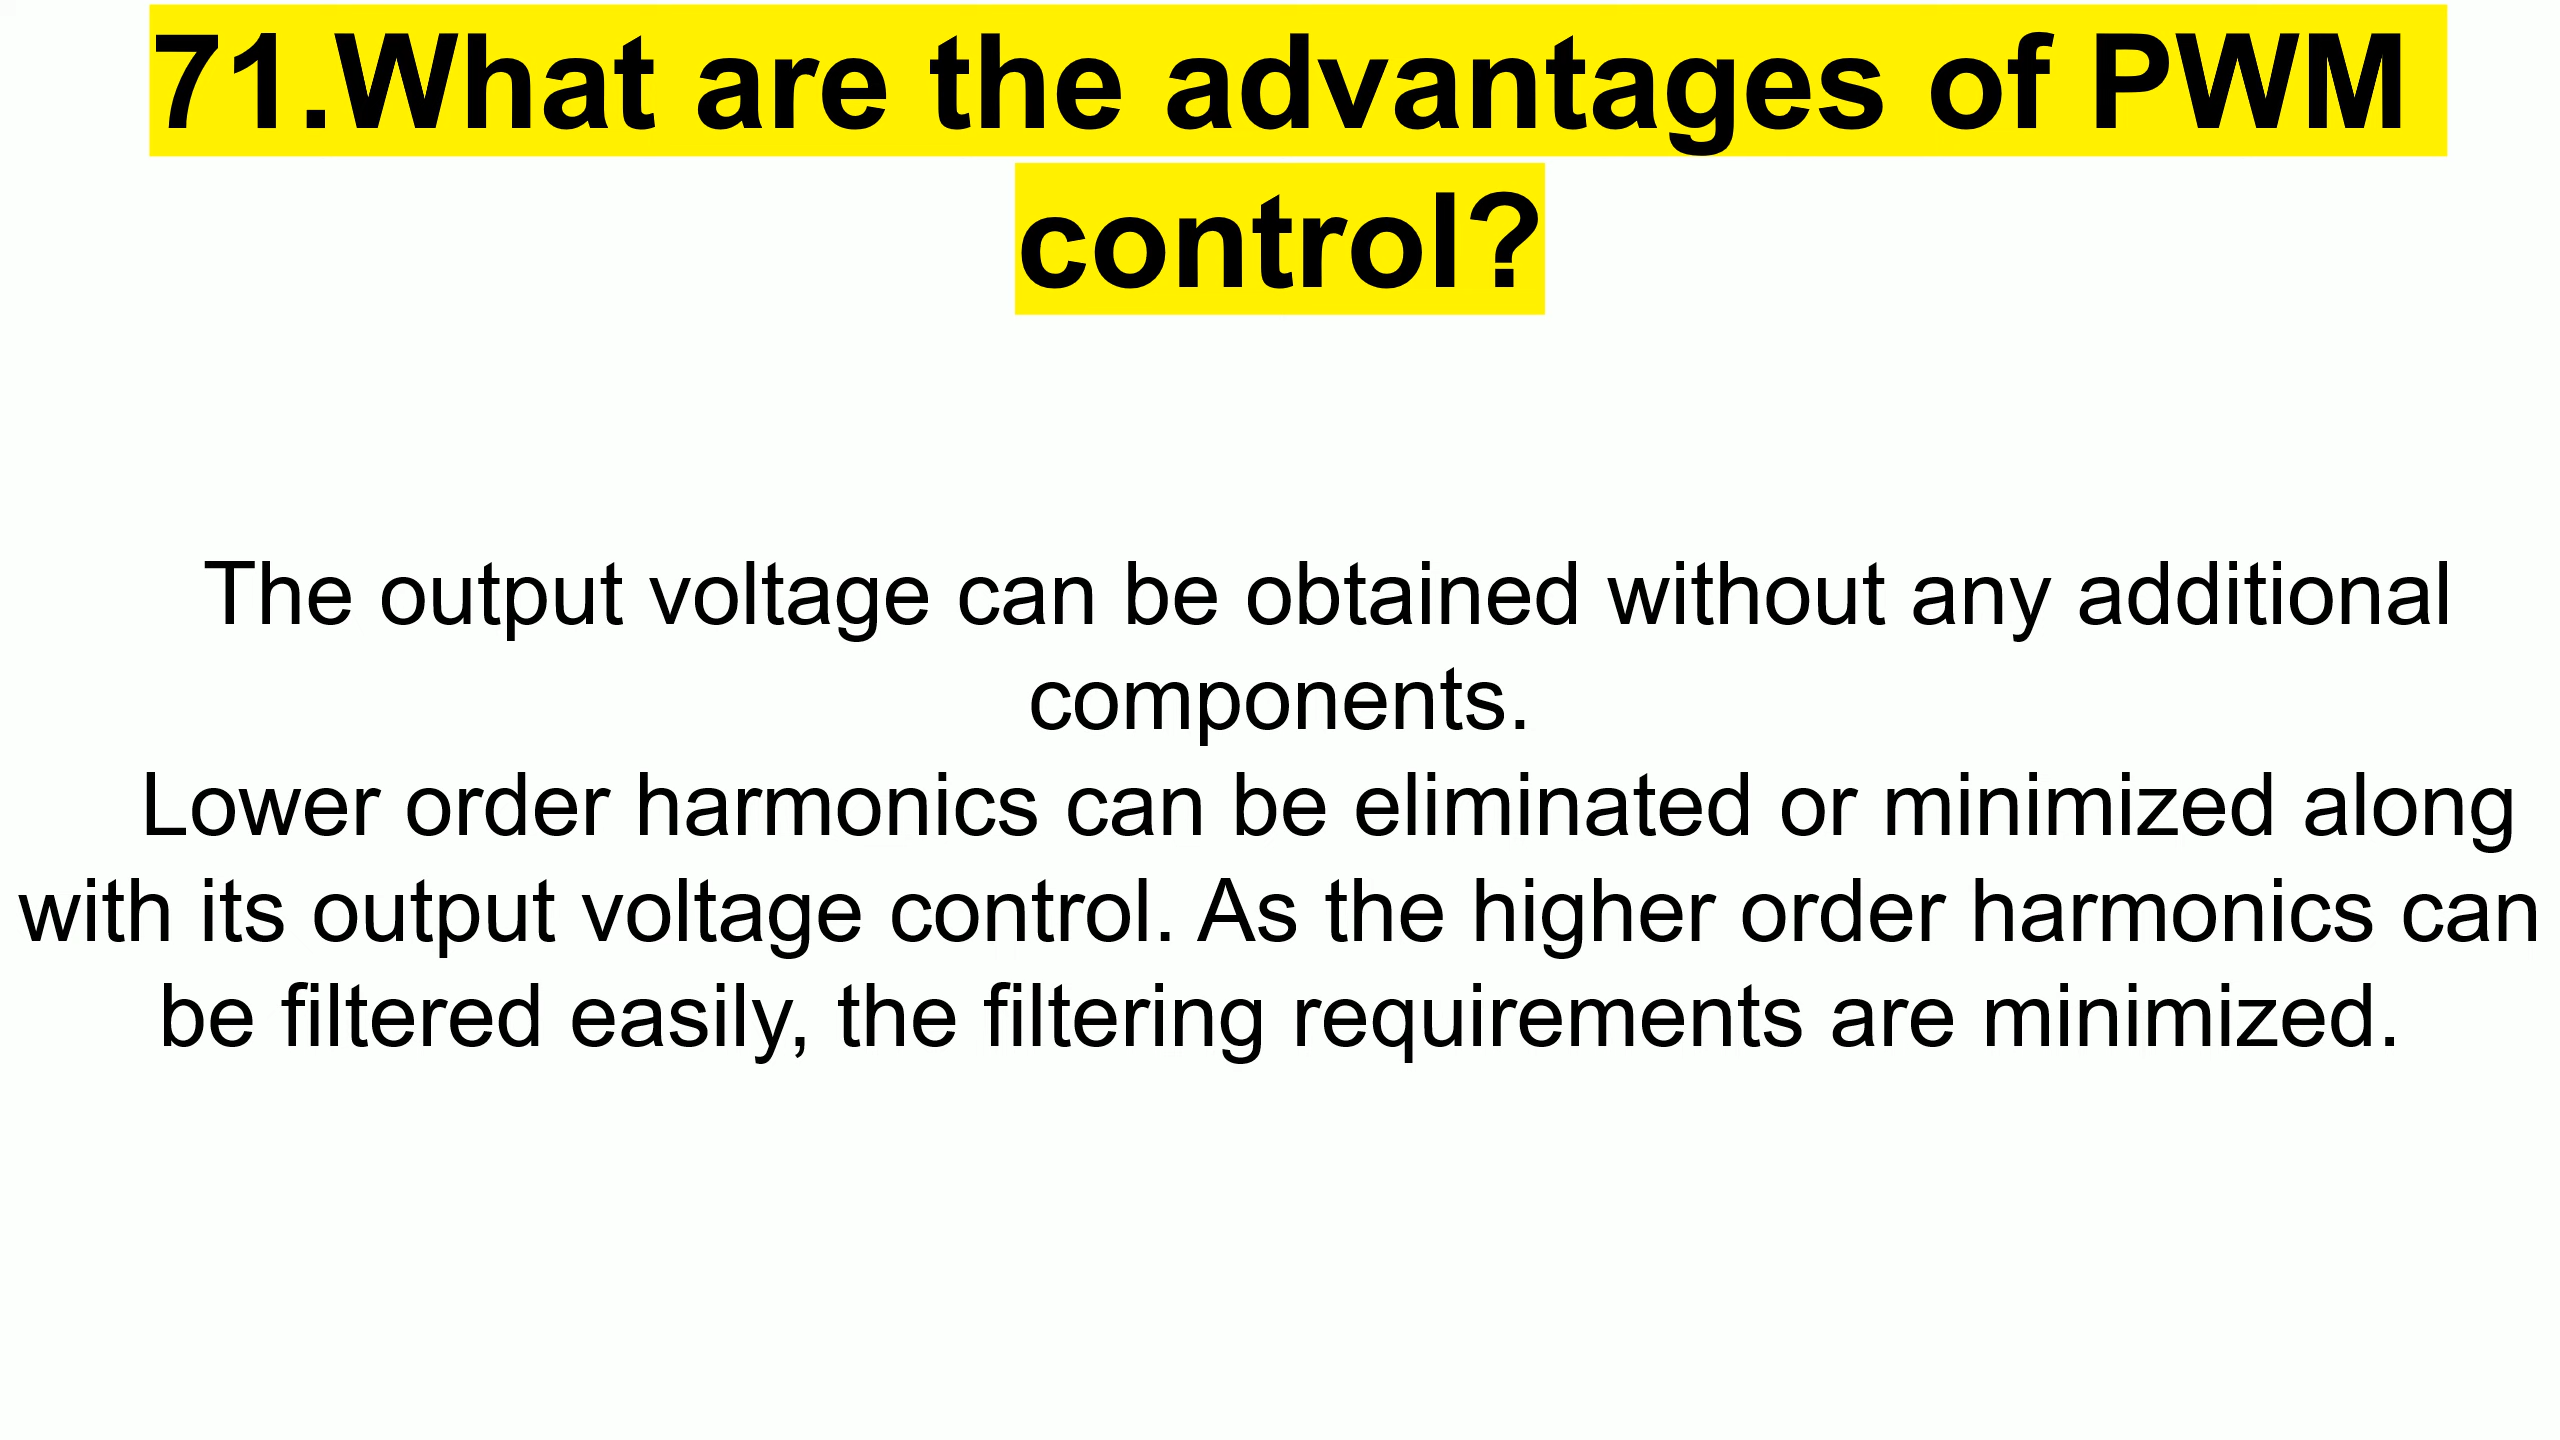 71.What are the advantages of PWM
control?
The output voltage can be obtained without any additional
components.
Lower order harmonics can be eliminated or minimized along
with its output voltage control. As the higher order harmonics can
be filtered easily, the filtering requirements are minimized.